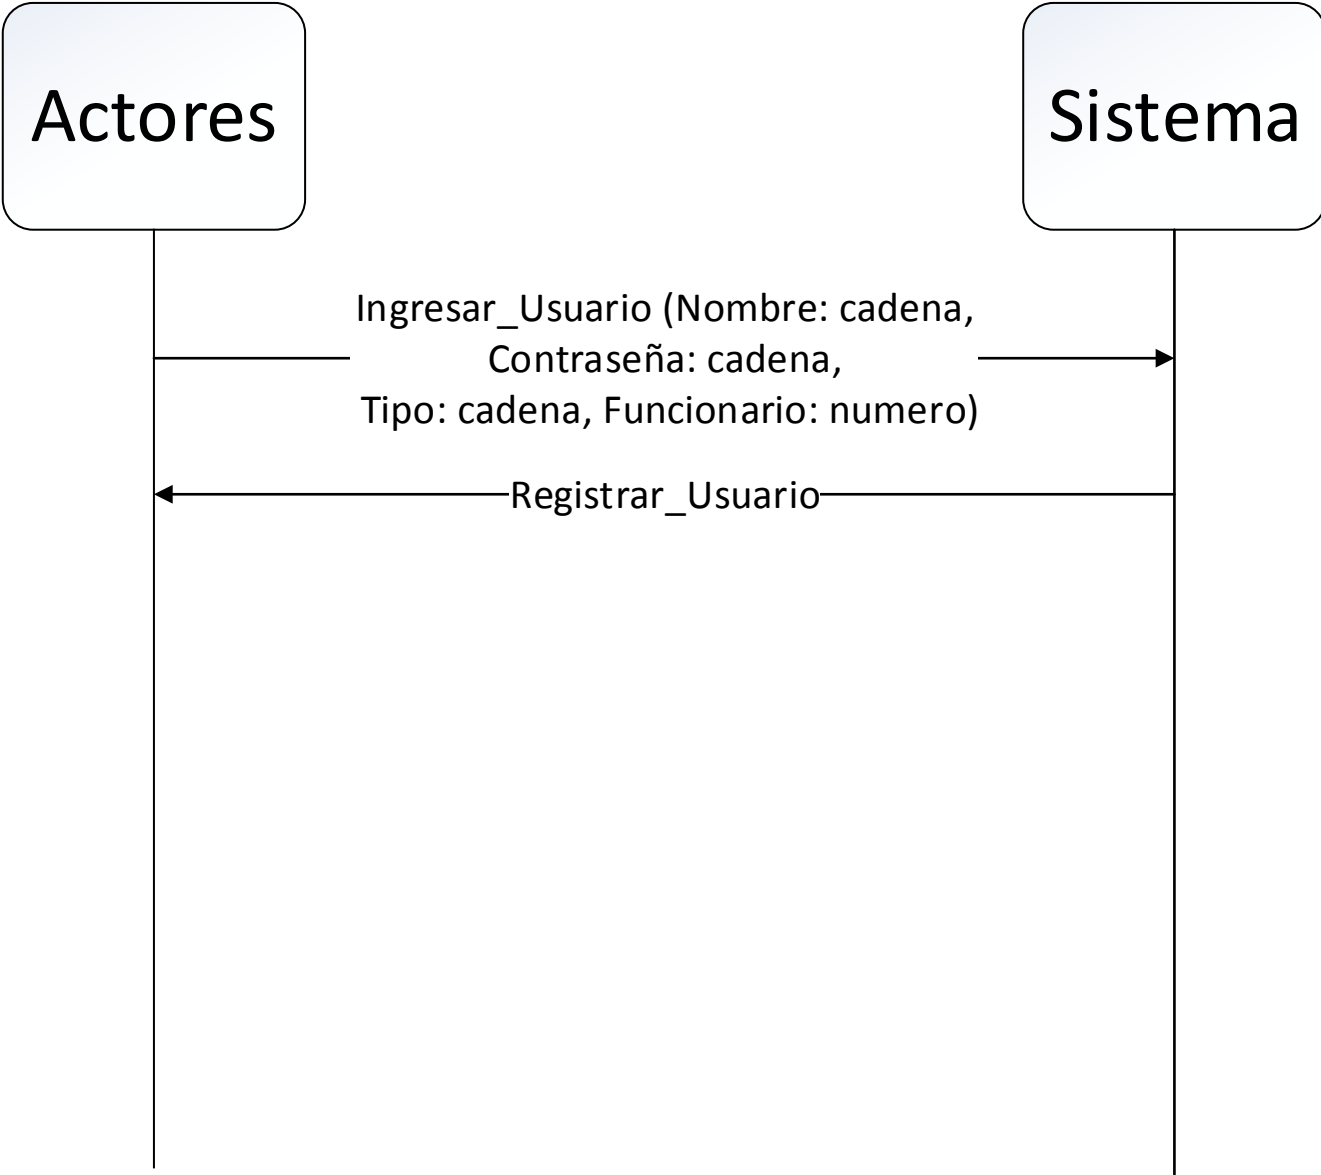 Actores
Sistema
Ingresar_Usuario (Nombre: cadena,
Contraseña: cadena,
Tipo: cadena, Funcionario: numero)
Registrar_Usuario